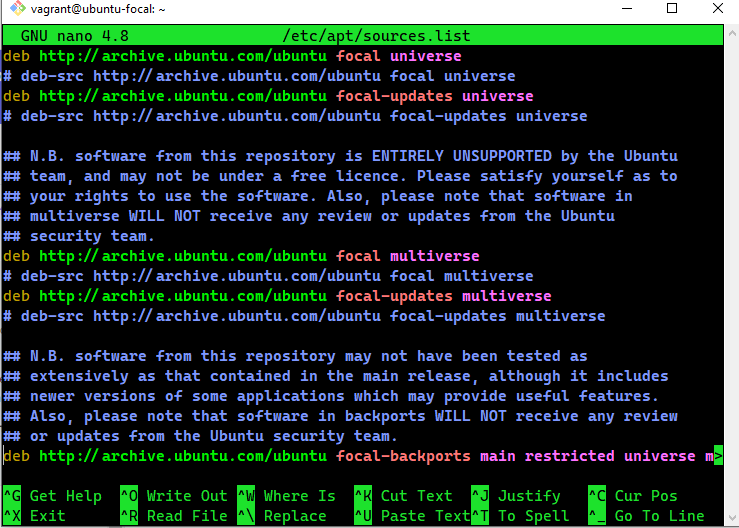 vagrant@ubuntu-focal: ~
GNU nano 4.8 /etc/apt/sources.list
deb http://archive.ubuntu.com/ubuntu focal universe
# deb-src http://archive.ubuntu.com/ubuntu focal universe
deb http://archive.ubuntu.com/ubuntu focal-updates universe
# deb-src http://archive.ubuntu.com/ubuntu focal-updates universe
## N.B. software from this repository is ENTIRELY UNSUPPORTED by the Ubuntu
## team, and may not be under a free licence. Please satisfy yourself as to
## your rights to use the software. Also, please note that software in
## multiverse WILL NOT receive any review or updates from the Ubuntu
## security team.
deb http://archive.ubuntu.com/ubuntu focal multiverse
# deb-src http://archive.ubuntu.com/ubuntu focal multiverse
deb http://archive.ubuntu.com/ubuntu focal-updates multiverse
# deb-src http://archive.ubuntu.com/ubuntu focal-updates multiverse
## N.B. software from this repository may not have been tested as
## extensively as that contained in the main release, although it includes
## newer versions of some applications which may provide useful features.
## Also, please note that software in backports WILL NOT receive any review
## or updates from the Ubuntu security team.
deb http://archive.ubuntu.com/ubuntu focal-backports main restricted universe m>
^G Get Help ^O Write Out ^W Where Is ^K Cut Text ^J Justify ^C Cur Pos
^X Exit ^R Read File ^\ Replace ^U Paste Text ^T To Spell ^_ Go To Line